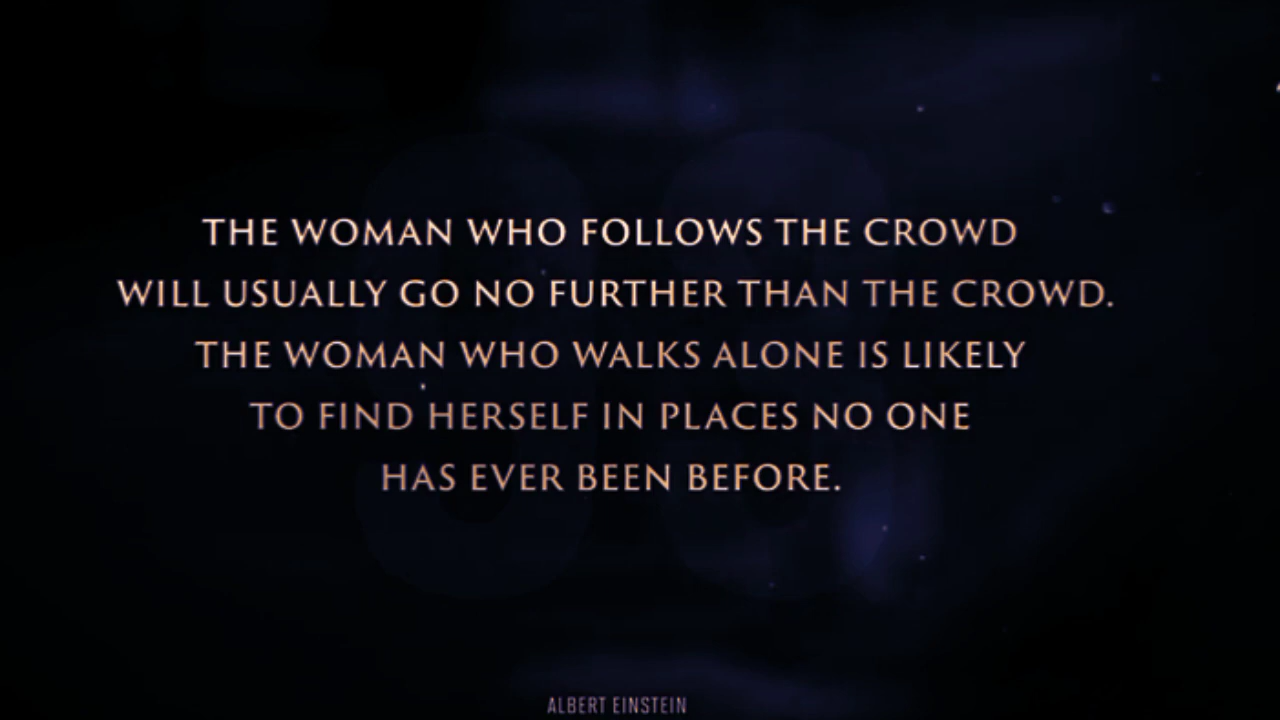 THE WOMAN WHO FOLLOWS THE CROWD
WILL USUALLY GO NO FURTHER THAN THE CROWD.
THE WOMAN WHO WALKS ALONE IS LIKELY
TO FIND HERSELF IN PLACES NO ONE
HAS EVER BEEN BEFORE.
ALBERT EINSTEIN